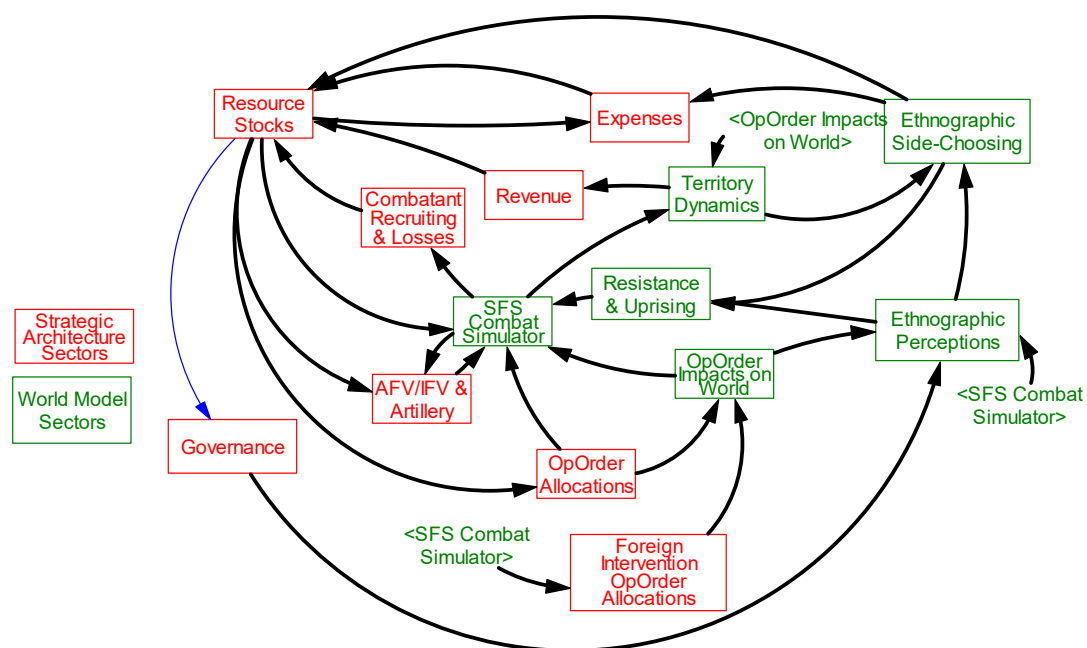 Resource
Stocks
Expenses
<OpOrder Impacts
on World>
Ethnographic
Side-Choosing
Combatant
Recruiting
& Losses
Revenue
Territory
Dynamics
SFS
Combat
Simulator
Resistance
& Uprising
Ethnographic
Perceptions
Strategic
Architecture
Sectors
World Model
Sectors
AFV/IFV &
Artillery
OpOrder
Impacts on
World
<SFS Combat
Simulator>
Governance
OpOrder
Allocations
<SFS Combat
Simulator>
Foreign
Intervention
OpOrder
Allocations